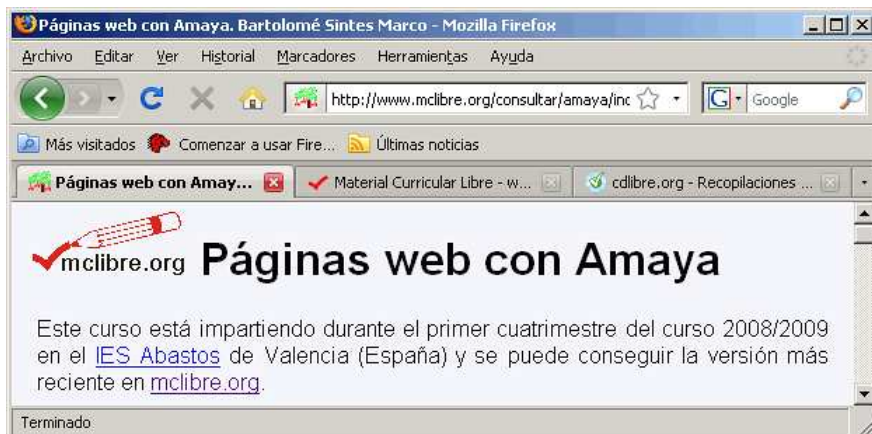 Páginas web con Amaya. Bartolomé Sintes Marco - Mozilla Firefox
Archivo Editar Ver Historial Marcadores Herramientas Ayuda
http://www.mclibre.org/consultar/amaya/inc G Google
Más visitados Comenzar a usar Fire... Últimas noticias
Páginas web con Amay... Material Curricular Libre - w... cdlibre.org - Recopilaciones ...
mclibre.org Páginas web con Amaya
Este curso está impartiendo durante el primer cuatrimestre del curso 2008/2009
en el IES Abastos de Valencia (España) y se puede conseguir la versión más
reciente en mclibre.org.
Terminado